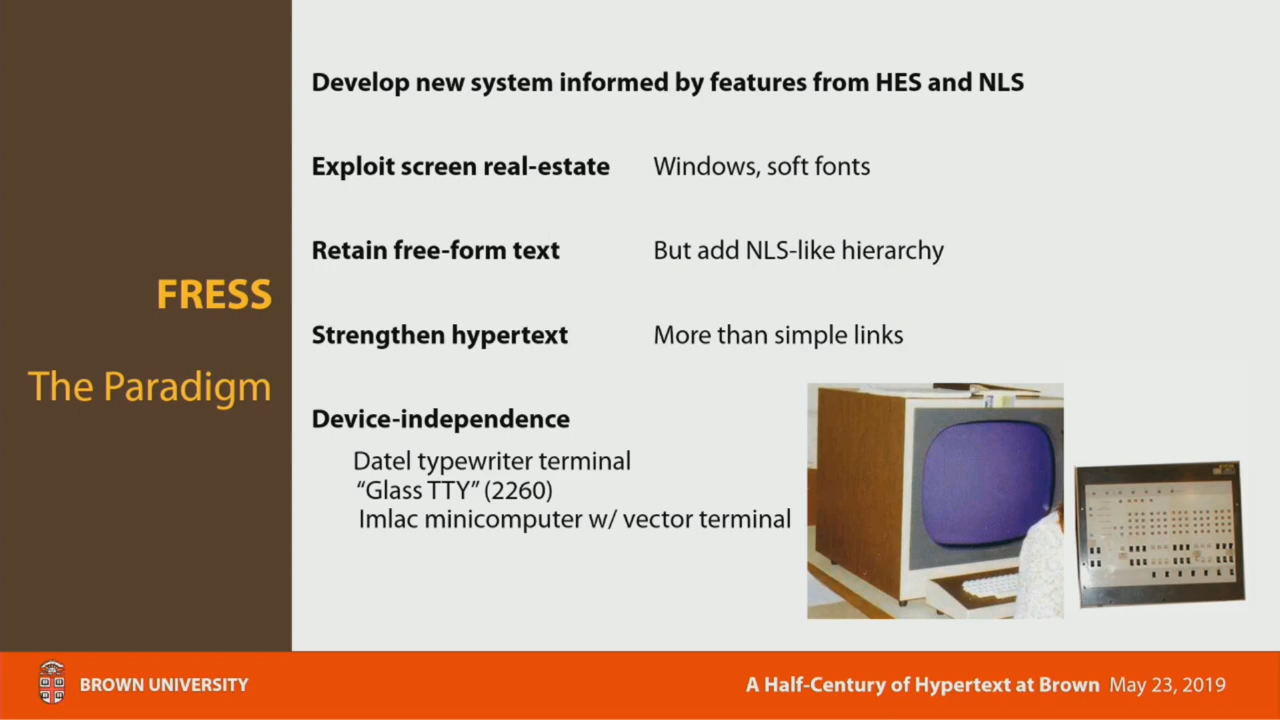 FRESS
The Paradigm
Develop new system informed by features from HES and NLS
Exploit screen real-estate Windows, soft fonts
Retain free-form text But add NLS-like hierarchy
Strengthen hypertext More than simple links
Device-independence
Datel typewriter terminal
“Glass TTY” (2260)
Imlac minicomputer w/ vector terminal
BROWN UNIVERSITY
A Half-Century of Hypertext at Brown May 23, 2019